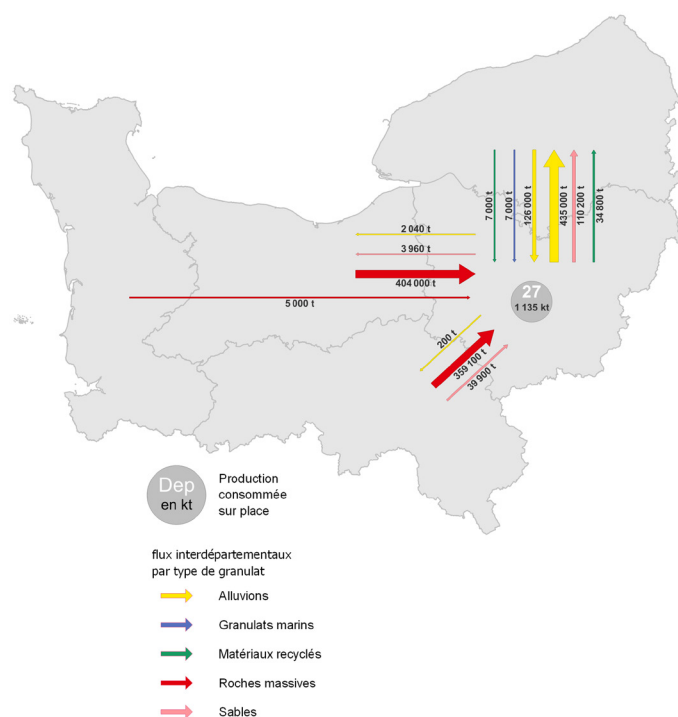 7 000 t
7 000 t
126 000 t
435 000 t
110 200 t
34 800 t
2 040 t
3 960 t
404 000 t
5 000 t
27
1 135 kt
200 t
359 100 t
39 900 t
Dep
en kt
Production
consommée
sur place
flux interdépartementaux
par type de granulat
Alluvions
Granulats marins
Matériaux recyclés
Roches massives
Sables